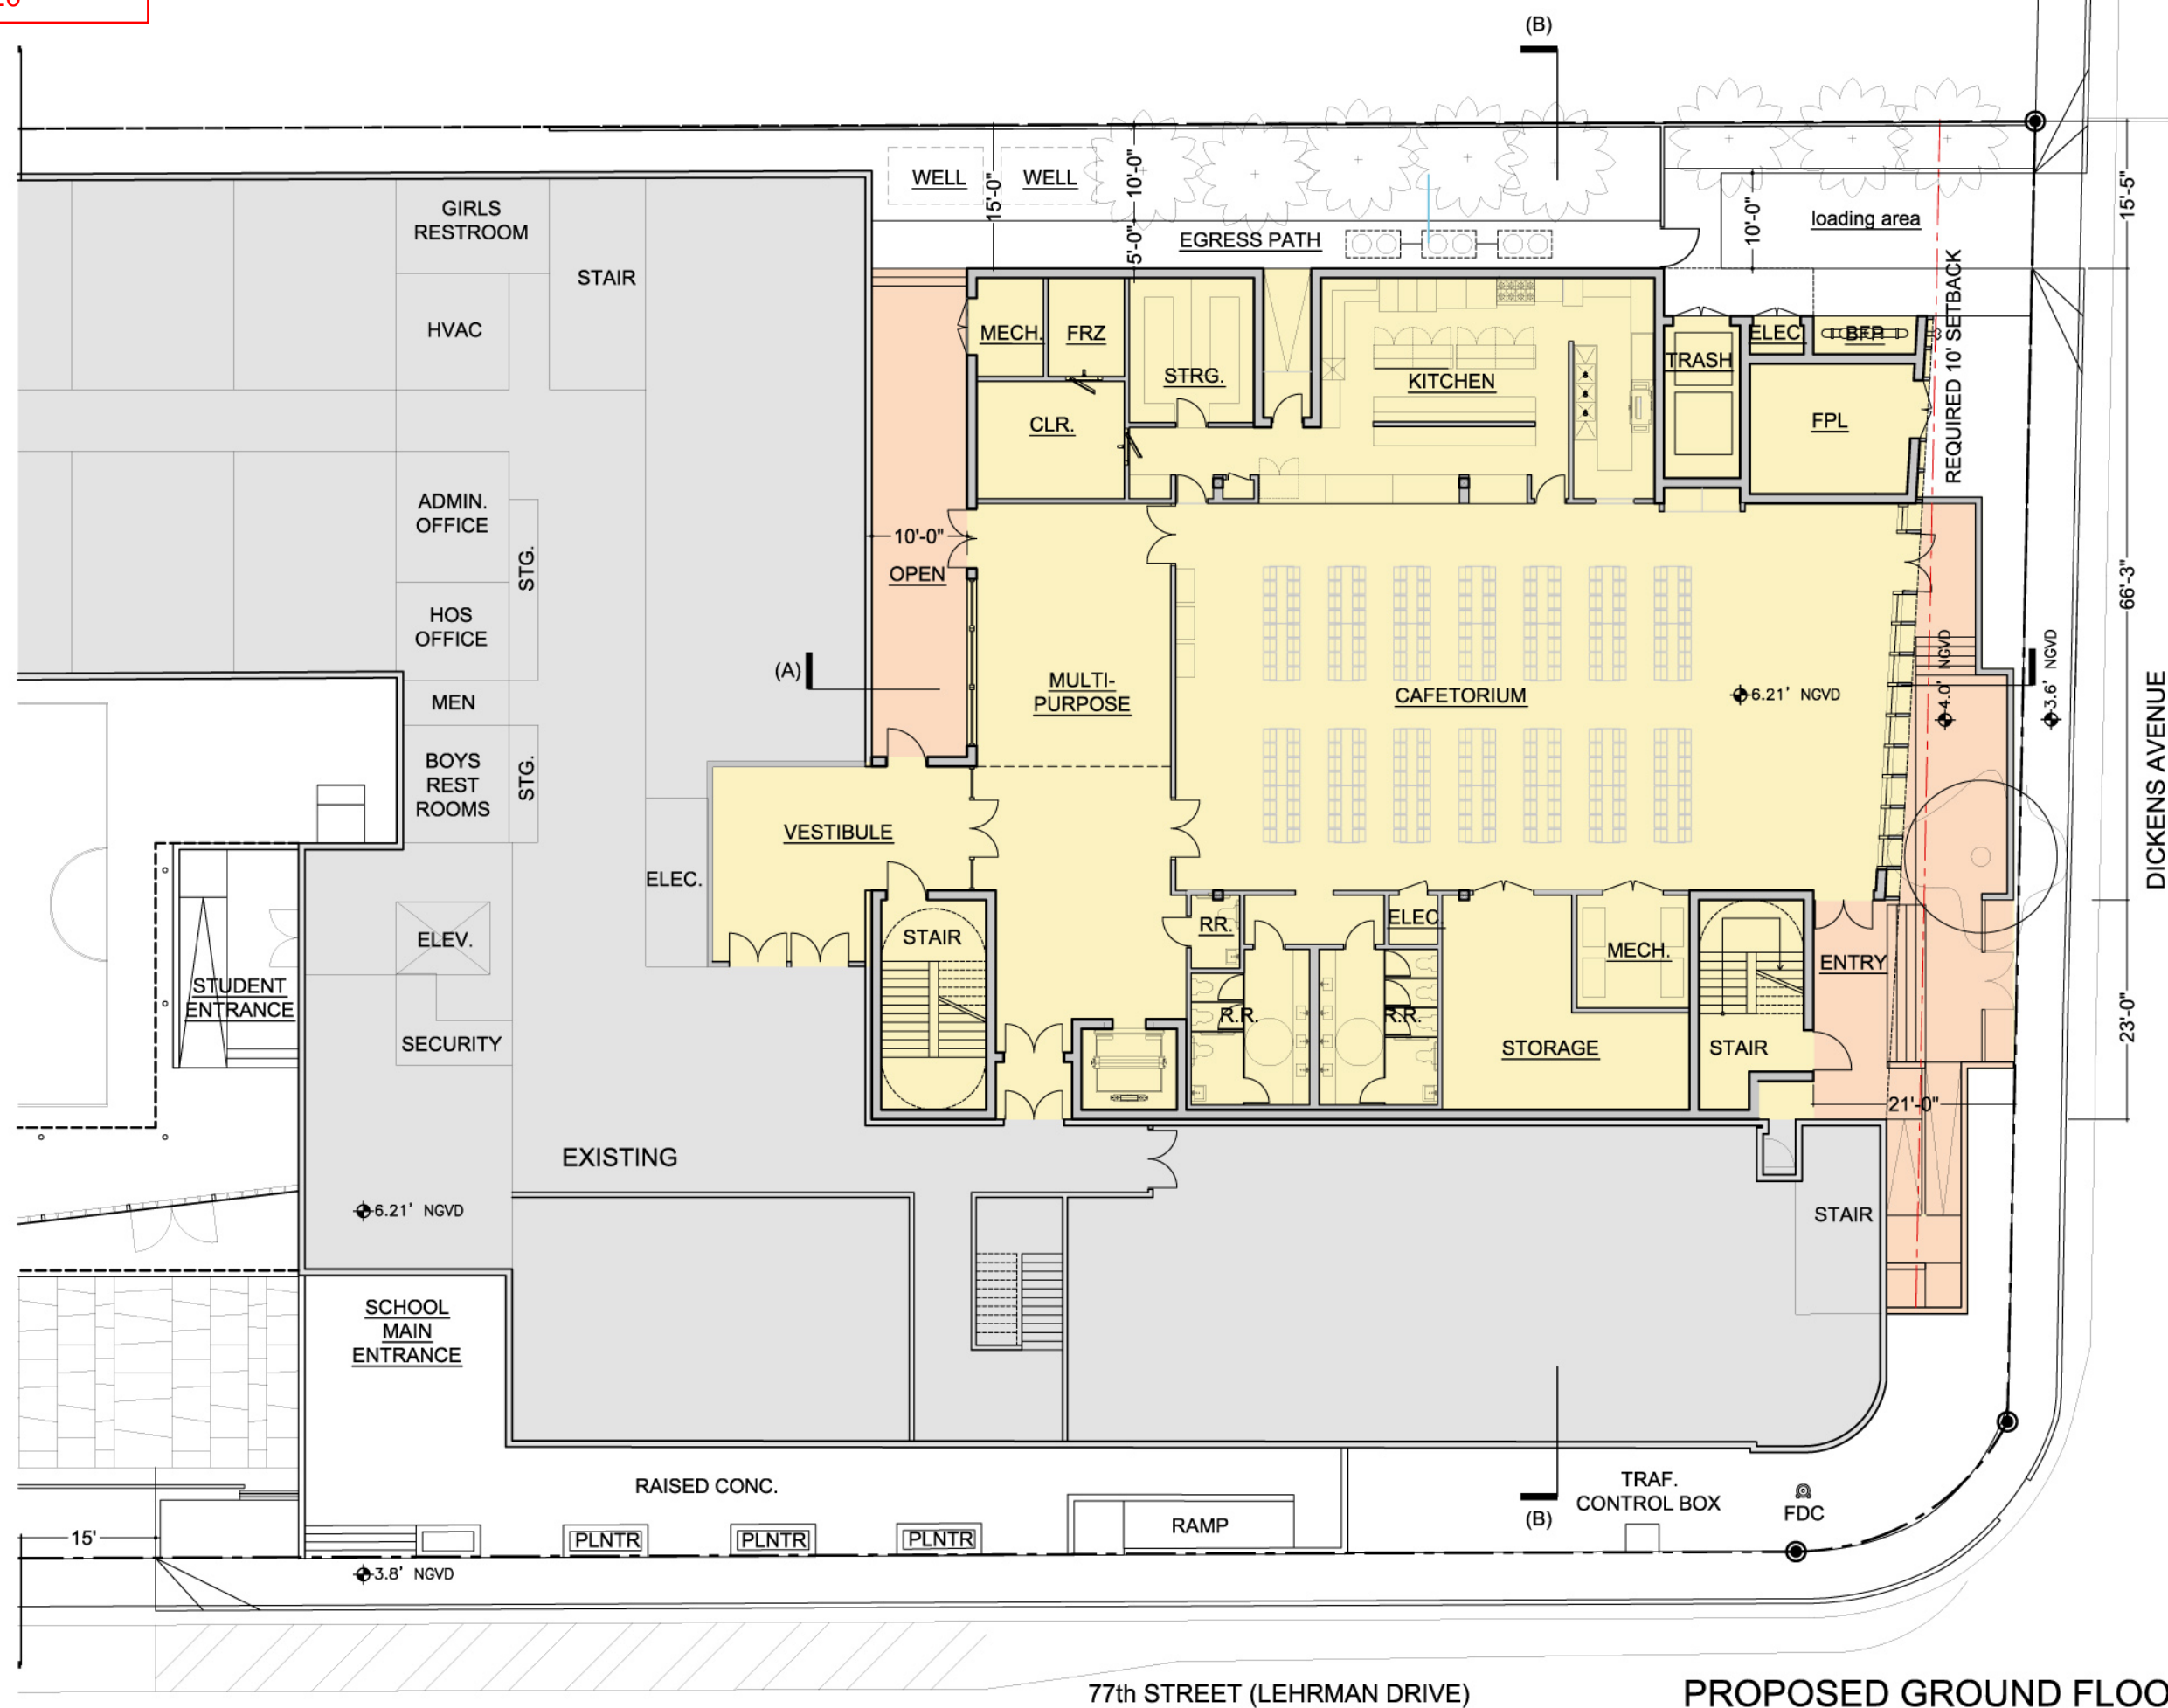 (B)
WELL
WELL
15'-0"
10'-0"
5'-0"
EGRESS PATH
10'-0"
loading area
15'-5"
REQUIRED 10' SETBACK
GIRLS
RESTROOM
STAIR
HVAC
MECH.
FRZ
STRG.
KITCHEN
TRASH
ELEC.
BFP
CLR.
FPL
ADMIN.
OFFICE
STG.
10'-0"
OPEN
66'-3"
HOS
OFFICE
(A)
MULTI-
PURPOSE
CAFETORIUM
6.21' NGVD
4.0' NGVD
3.6' NGVD
DICKENS AVENUE
MEN
BOYS
REST
ROOMS
STG.
VESTIBULE
ELEC.
ELEV.
STAIR
RR.
ELEC.
MECH.
ENTRY
STUDENT
ENTRANCE
R.R.
R.R.
23'-0"
SECURITY
STORAGE
STAIR
21'-0"
EXISTING
6.21' NGVD
STAIR
SCHOOL
MAIN
ENTRANCE
RAISED CONC.
TRAF.
CONTROL BOX
FDC
15'
PLNTR
PLNTR
PLNTR
RAMP
(B)
3.8' NGVD
77th STREET (LEHRMAN DRIVE)
PROPOSED GROUND FLOO